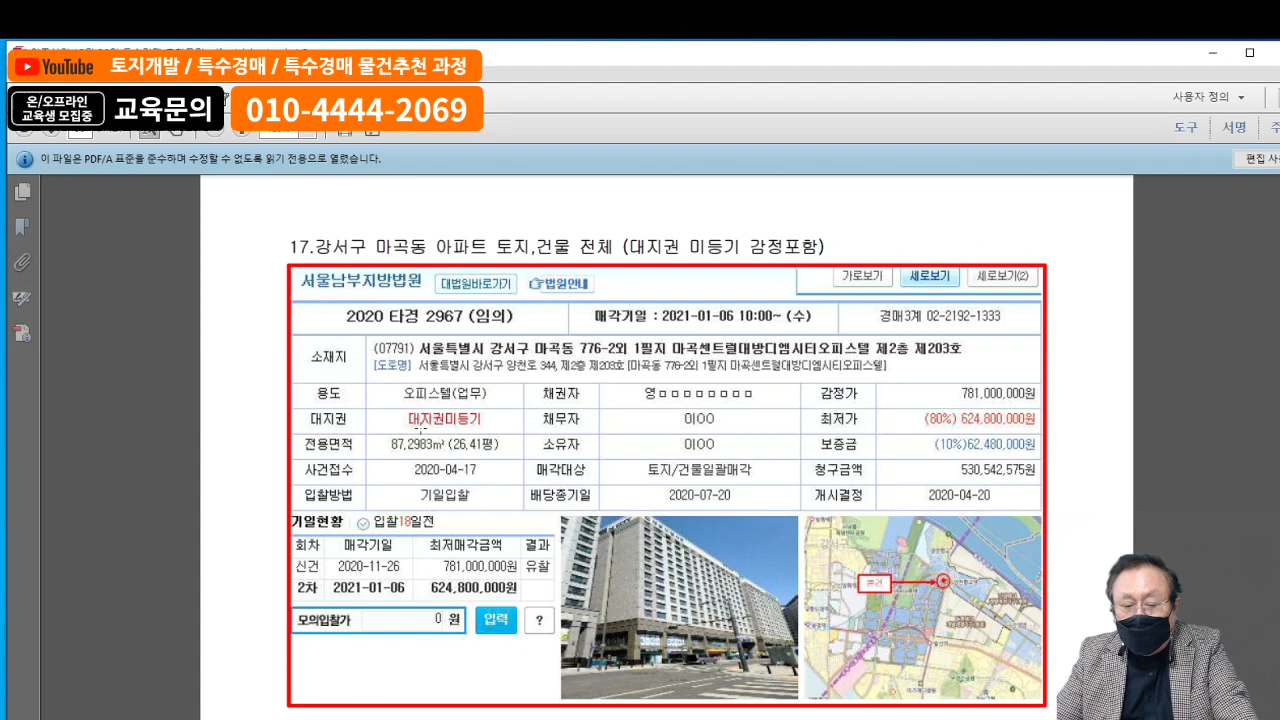 YouTube 토지개발 / 특수경매 / 특수경매 물건추천 과정
온/오프라인
교육생 모집중
교육문의 010-4444-2069
사용자 정의
도구 서명
이 파일은 PDF/A 표준을 준수하며 수정할 수 없도록 읽기 전용으로 열렸습니다.
편집 사
17.강서구 마곡동 아파트 토지,건물 전체 (대지권 미등기 감정포함)
서울남부지방법원 대법원바로가기 법원안내 가로보기 세로보기 세로보기(2)
2020 타경 2967 (임의) 매각기일 : 2021-01-06 10:00~ (수) 경매3계 02-2192-1333
소재지 (07791) 서울특별시 강서구 마곡동 776-2외 1필지 마곡센트럴대방디엠시티오피스텔 제2층 제203호
[도로명] 서울특별시 강서구 양천로 344, 제2층 제203호 [마곡동 776-2외 1필지 마곡센트럴대방디엠시티오피스텔]
용도 오피스텔(업무) 채권자 영ㅁㅁㅁㅁㅁㅁㅁㅁ 감정가 781,000,000원
대지권 대지권미등기 채무자 이OO 최저가 (80%) 624,800,000원
전용면적 87.2983㎡ (26.41평) 소유자 이OO 보증금 (10%)62,480,000원
사건접수 2020-04-17 매각대상 토지/건물일괄매각 청구금액 530,542,575원
입찰방법 기일입찰 배당종기일 2020-07-20 개시결정 2020-04-20
기일현황 입찰18일전
회차 매각기일 최저매각금액 결과
신건 2020-11-26 781,000,000원 유찰
2차 2021-01-06 624,800,000원
모의입찰가 0 원 입력 ?
본건